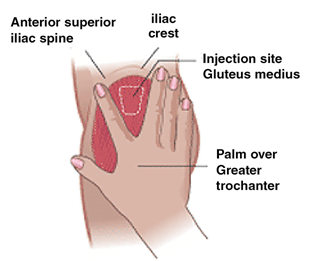 Anterior superior
iliac spine
iliac
crest
Injection site
Gluteus medius
Palm over
Greater
trochanter